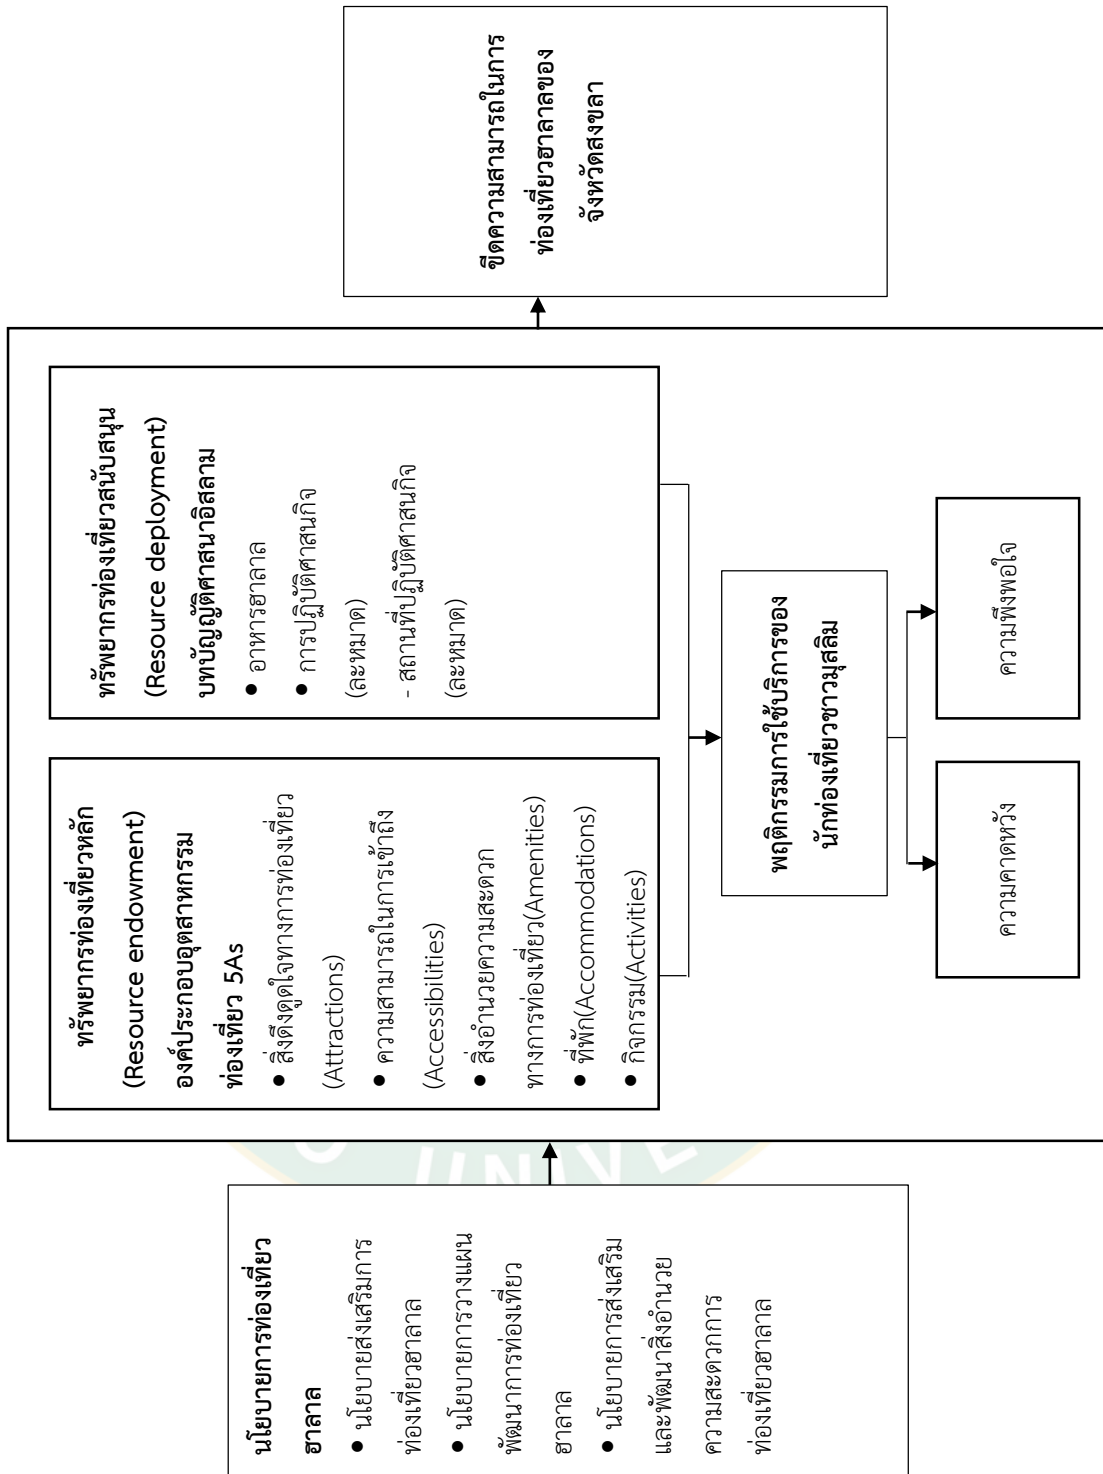 นโยบายการท่องเที่ยว
ฮาลาล
● นโยบายส่งเสริมการ
ท่องเที่ยวฮาลาล
● นโยบายการวางแผน
พัฒนาการท่องเที่ยว
ฮาลาล
● นโยบายการส่งเสริม
และพัฒนาสิ่งอำนวย
ความสะดวกการ
ท่องเที่ยวฮาลาล
ทรัพยากรท่องเที่ยวหลัก
(Resource endowment)
องค์ประกอบอุตสาหกรรม
ท่องเที่ยว 5As
● สิ่งดึงดูดใจทางการท่องเที่ยว
(Attractions)
● ความสามารถในการเข้าถึง
(Accessibilities)
● สิ่งอำนวยความสะดวก
ทางการท่องเที่ยว(Amenities)
● ที่พัก(Accommodations)
● กิจกรรม(Activities)
ทรัพยากรท่องเที่ยวสนับสนุน
(Resource deployment)
บทบัญญัติศาสนาอิสลาม
● อาหารฮาลาล
● การปฏิบัติศาสนกิจ
(ละหมาด)
- สถานที่ปฏิบัติศาสนกิจ
(ละหมาด)
พฤติกรรมการใช้บริการของ
นักท่องเที่ยวชาวมุสลิม
ความคาดหวัง
ความพึงพอใจ
ขีดความสามารถในการ
ท่องเที่ยวฮาลาลของ
จังหวัดสงขลา
UNIVE